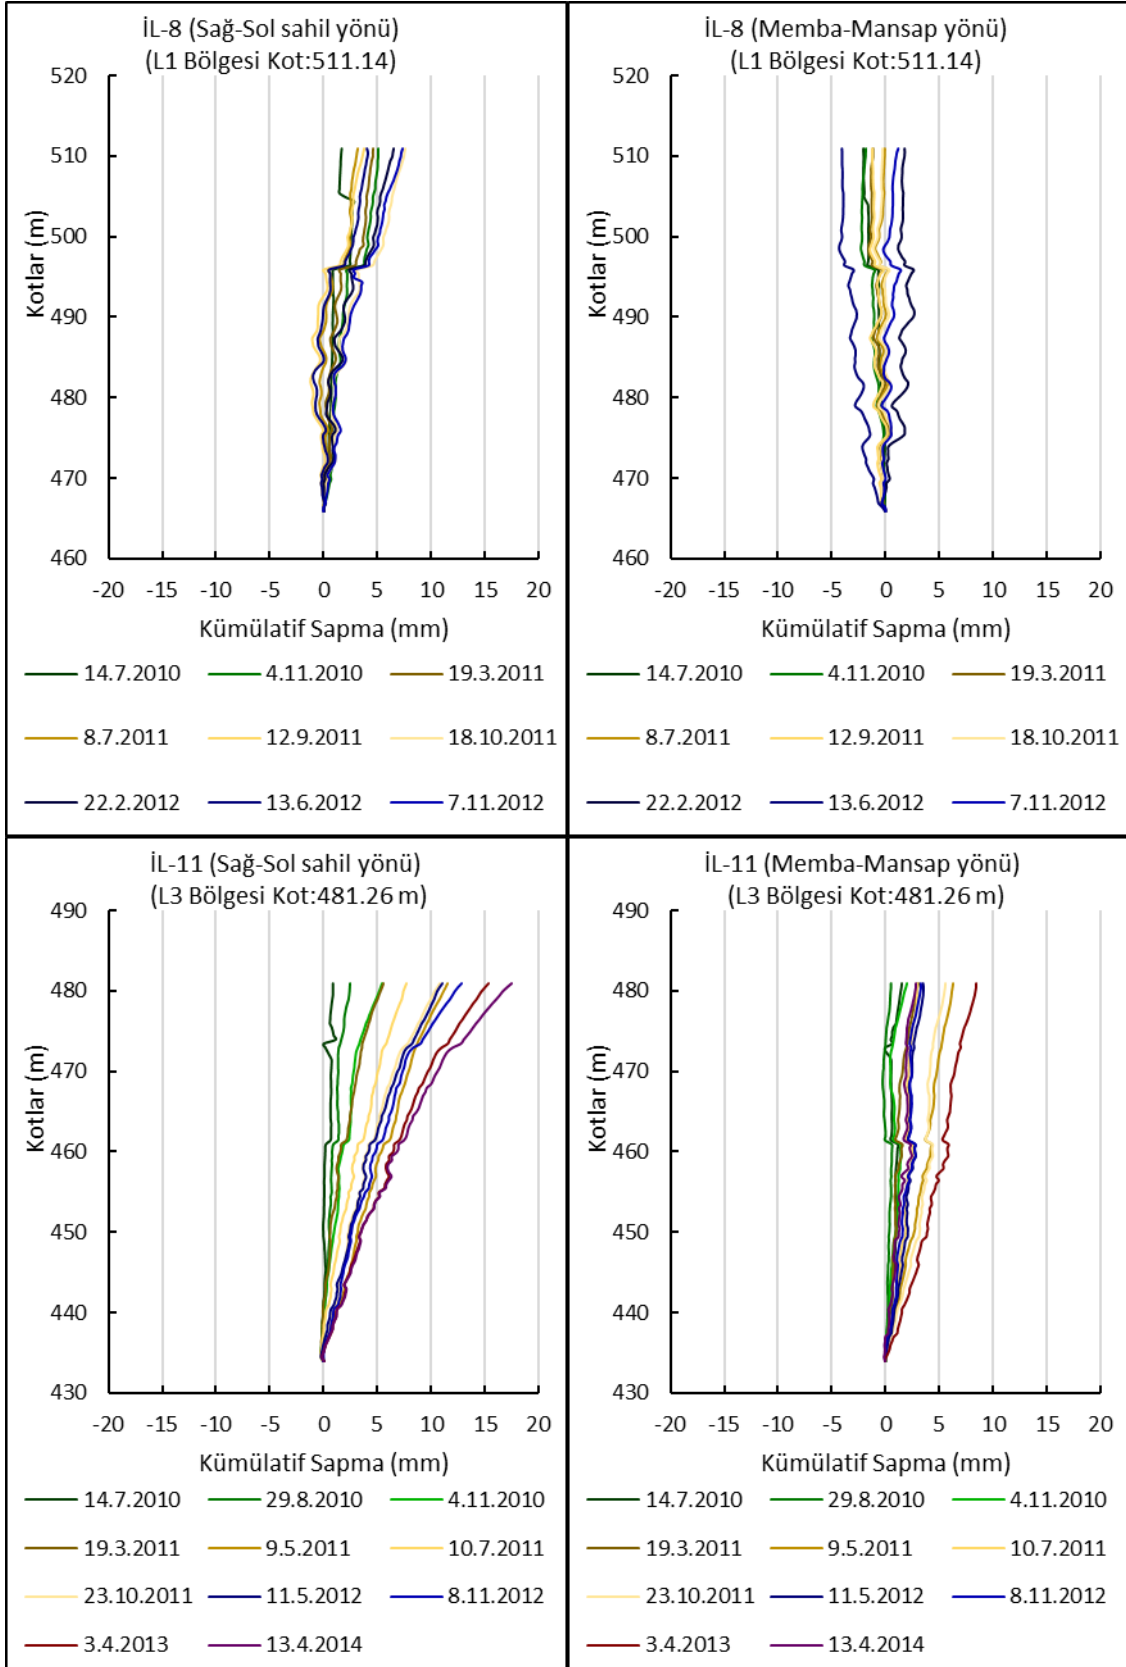 İL-8 (Sağ-Sol sahil yönü)
(L1 Bölgesi Kot:511.14)
520
510
500
490
480
470
460
Kotlar (m)
-20 -15 -10 -5 0 5 10 15 20
Kümülatif Sapma (mm)
14.7.2010 4.11.2010 19.3.2011
8.7.2011 12.9.2011 18.10.2011
22.2.2012 13.6.2012 7.11.2012
İL-8 (Memba-Mansap yönü)
(L1 Bölgesi Kot:511.14)
520
510
500
490
480
470
460
Kotlar (m)
-20 -15 -10 -5 0 5 10 15 20
Kümülatif Sapma (mm)
14.7.2010 4.11.2010 19.3.2011
8.7.2011 12.9.2011 18.10.2011
22.2.2012 13.6.2012 7.11.2012
İL-11 (Sağ-Sol sahil yönü)
(L3 Bölgesi Kot:481.26 m)
490
480
470
460
450
440
430
Kotlar (m)
-20 -15 -10 -5 0 5 10 15 20
Kümülatif Sapma (mm)
14.7.2010 29.8.2010 4.11.2010
19.3.2011 9.5.2011 10.7.2011
23.10.2011 11.5.2012 8.11.2012
3.4.2013 13.4.2014
İL-11 (Memba-Mansap yönü)
(L3 Bölgesi Kot:481.26 m)
490
480
470
460
450
440
430
Kotlar (m)
-20 -15 -10 -5 0 5 10 15 20
Kümülatif Sapma (mm)
14.7.2010 29.8.2010 4.11.2010
19.3.2011 9.5.2011 10.7.2011
23.10.2011 11.5.2012 8.11.2012
3.4.2013 13.4.2014